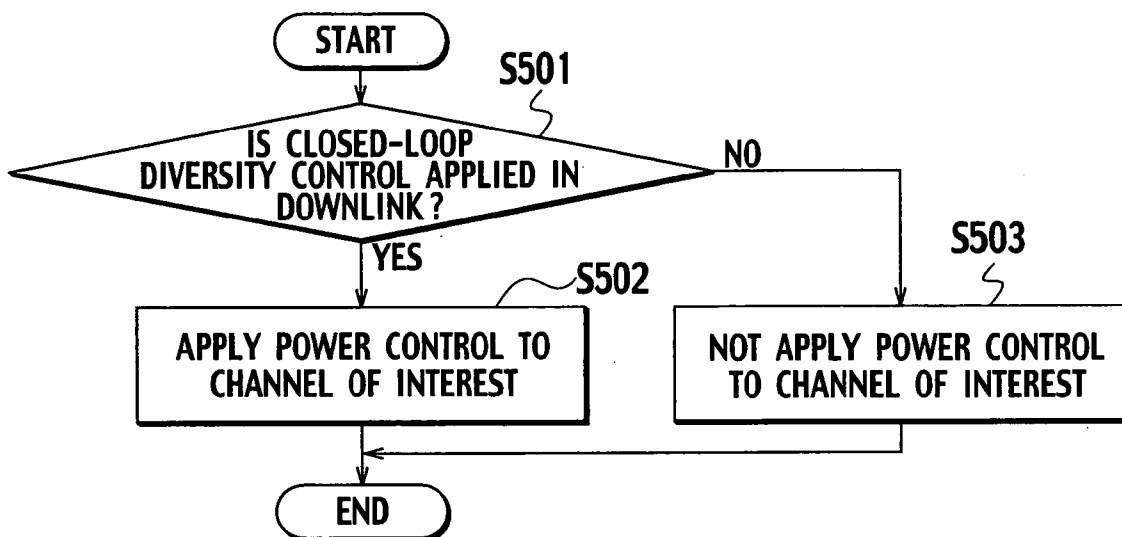 START
S501
IS CLOSED-LOOP
DIVERSITY CONTROL APPLIED IN
DOWNLINK?
NO
YES
S502
S503
APPLY POWER CONTROL TO
CHANNEL OF INTEREST
NOT APPLY POWER CONTROL
TO CHANNEL OF INTEREST
END